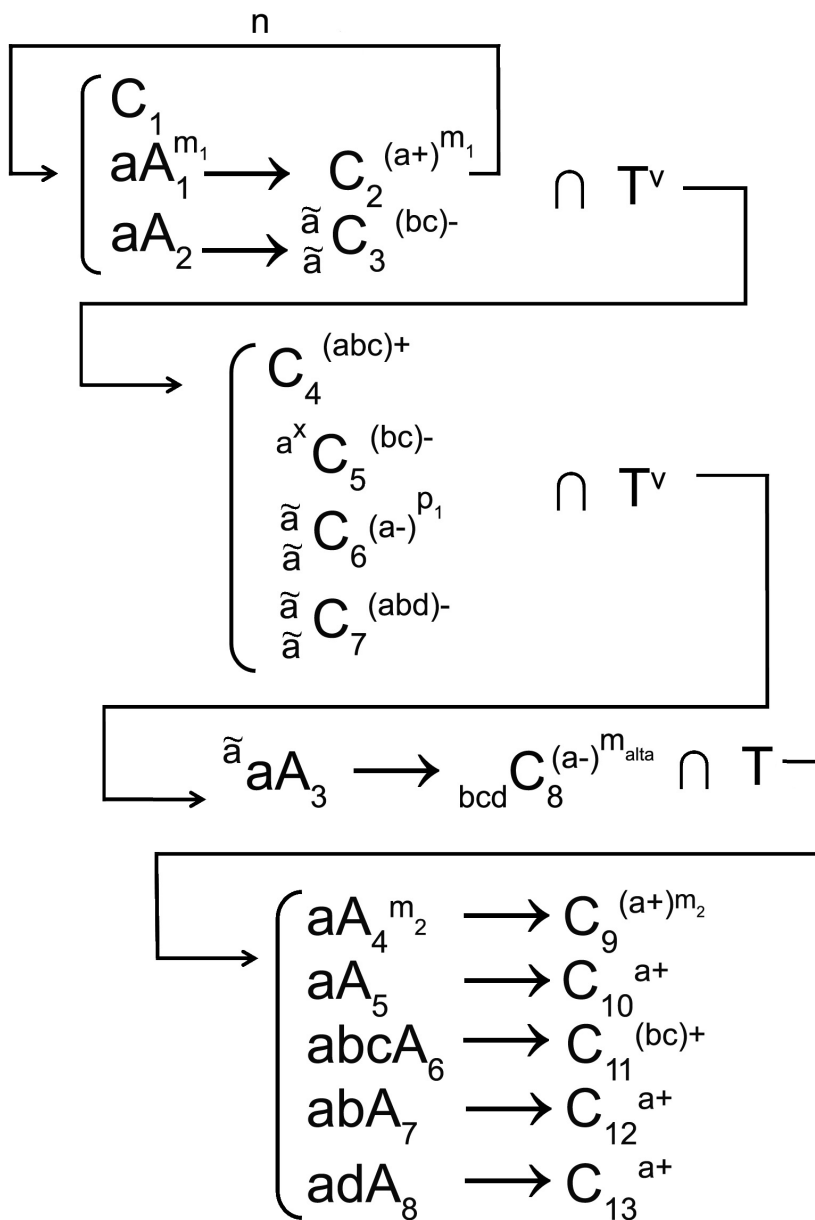 n
C₁
aA₁^m₁ ⟶ C₂^(a+)^m₁
aA₂ ⟶ ã ã C₃^(bc)- ∩ T^v
C₄^(abc)+
a^x C₅^(bc)-
ã ã C₆^(a-)^p₁ ∩ T^v
ã ã C₇^(abd)-
ã aA₃ ⟶ bcd C₈^(a-)^m_alta ∩ T
aA₄^m₂ ⟶ C₉^(a+)^m₂
aA₅ ⟶ C₁₀^a+
abcA₆ ⟶ C₁₁^(bc)+
abA₇ ⟶ C₁₂^a+
adA₈ ⟶ C₁₃^a+